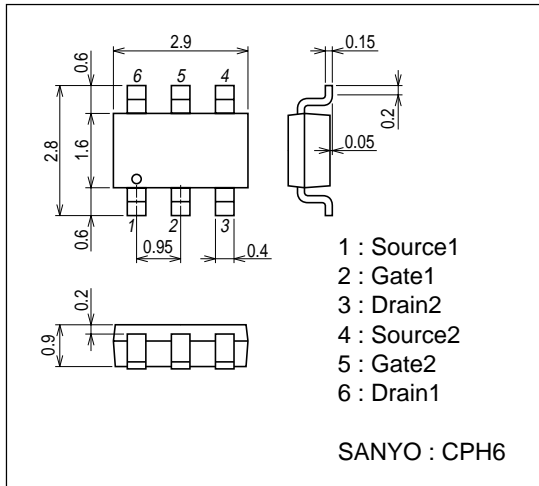 2.9
0.15
0.6
6 5 4
0.2
2.8
1.6
0.05
0.6
1 2 3
0.95
0.4
0.2
0.9
1 : Source1
2 : Gate1
3 : Drain2
4 : Source2
5 : Gate2
6 : Drain1
SANYO : CPH6